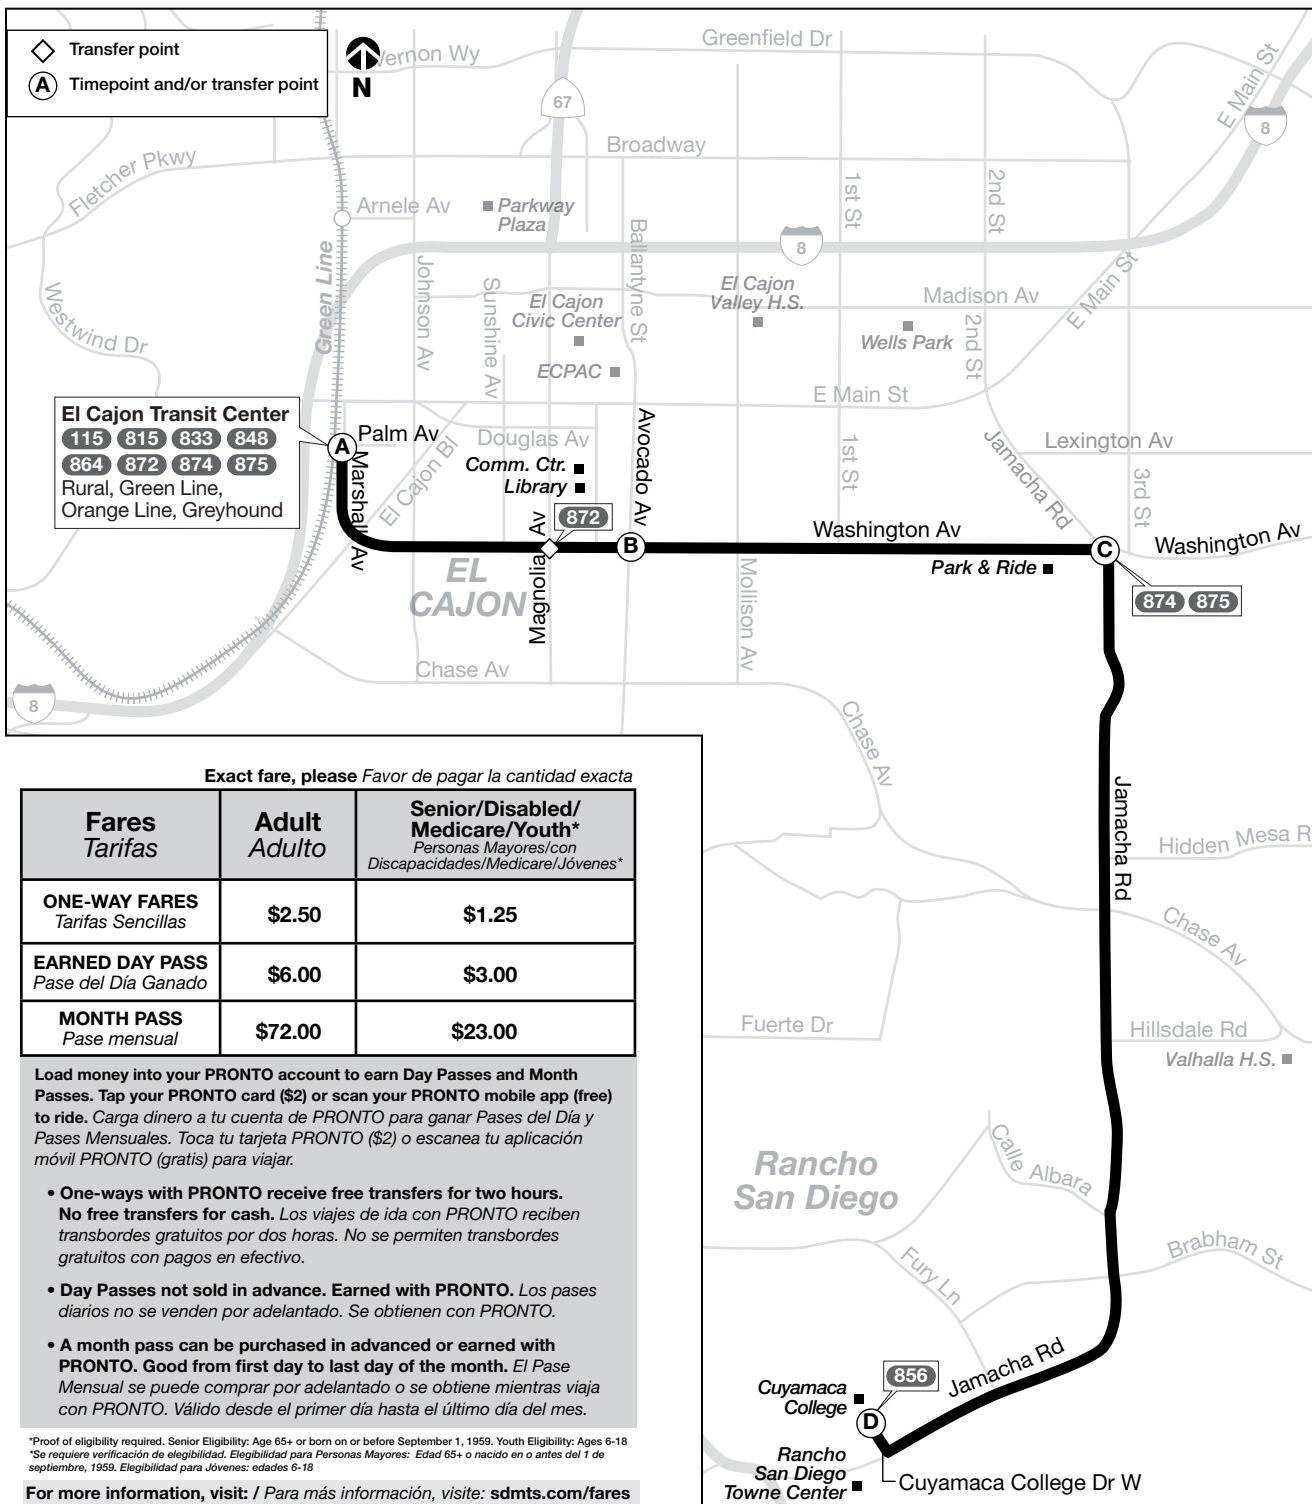 Transfer point
A Timepoint and/or transfer point
N
Vernon Wy
Greenfield Dr
E Main St
67
8
Broadway
Fletcher Pkwy
Arnele Av
Parkway
Plaza
1st St
2nd St
Green Line
Johnson Av
Sunshine Av
Ballantyne St
8
El Cajon
Civic Center
El Cajon
Valley H.S.
Madison Av
E Main St
Westwind Dr
ECPAC
Wells Park
2nd St
E Main St
El Cajon Transit Center
115 815 833 848
864 872 874 875
Rural, Green Line,
Orange Line, Greyhound
A
Palm Av
Marshall Av
El Cajon Bl
Douglas Av
Comm. Ctr.
Library
Avocado Av
1st St
Jamacha Rd
Lexington Av
3rd St
872
Magnolia Av
B
Washington Av
C
Washington Av
Park & Ride
874 875
EL
CAJON
Mollison Av
Chase Av
8
Chase Av
Jamacha Rd
Hidden Mesa R
Chase Av
Fuerte Dr
Hillsdale Rd
Valhalla H.S.
Rancho
San Diego
Calle Albara
Fury Ln
Brabham St
Jamacha Rd
856
Cuyamaca
College
D
Rancho
San Diego
Towne Center
Cuyamaca College Dr W
Exact fare, please Favor de pagar la cantidad exacta
Fares
Tarifas
Adult
Adulto
Senior/Disabled/
Medicare/Youth*
Personas Mayores/con
Discapacidades/Medicare/Jóvenes*
ONE-WAY FARES
Tarifas Sencillas
$2.50
$1.25
EARNED DAY PASS
Pase del Día Ganado
$6.00
$3.00
MONTH PASS
Pase mensual
$72.00
$23.00
Load money into your PRONTO account to earn Day Passes and Month
Passes. Tap your PRONTO card ($2) or scan your PRONTO mobile app (free)
to ride. Carga dinero a tu cuenta de PRONTO para ganar Pases del Día y
Pases Mensuales. Toca tu tarjeta PRONTO ($2) o escanea tu aplicación
móvil PRONTO (gratis) para viajar.
• One-ways with PRONTO receive free transfers for two hours.
No free transfers for cash. Los viajes de ida con PRONTO reciben
transbordes gratuitos por dos horas. No se permiten transbordes
gratuitos con pagos en efectivo.
• Day Passes not sold in advance. Earned with PRONTO. Los pases
diarios no se venden por adelantado. Se obtienen con PRONTO.
• A month pass can be purchased in advanced or earned with
PRONTO. Good from first day to last day of the month. El Pase
Mensual se puede comprar por adelantado o se obtiene mientras viaja
con PRONTO. Válido desde el primer día hasta el último día del mes.
*Proof of eligibility required. Senior Eligibility: Age 65+ or born on or before September 1, 1959. Youth Eligibility: Ages 6-18
*Se requiere verificación de elegibilidad. Elegibilidad para Personas Mayores: Edad 65+ o nacido en o antes del 1 de
septiembre, 1959. Elegibilidad para Jóvenes: edades 6-18
For more information, visit: / Para más información, visite: sdmts.com/fares